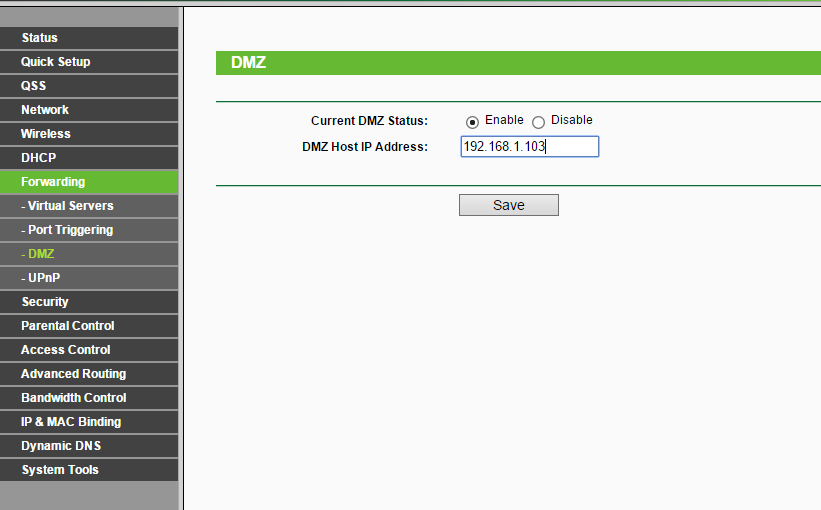 Status
Quick Setup
QSS
Network
Wireless
DHCP
Forwarding
- Virtual Servers
- Port Triggering
- DMZ
- UPnP
Security
Parental Control
Access Control
Advanced Routing
Bandwidth Control
IP & MAC Binding
Dynamic DNS
System Tools
DMZ
Current DMZ Status: Enable Disable
DMZ Host IP Address: 192.168.1.103
Save